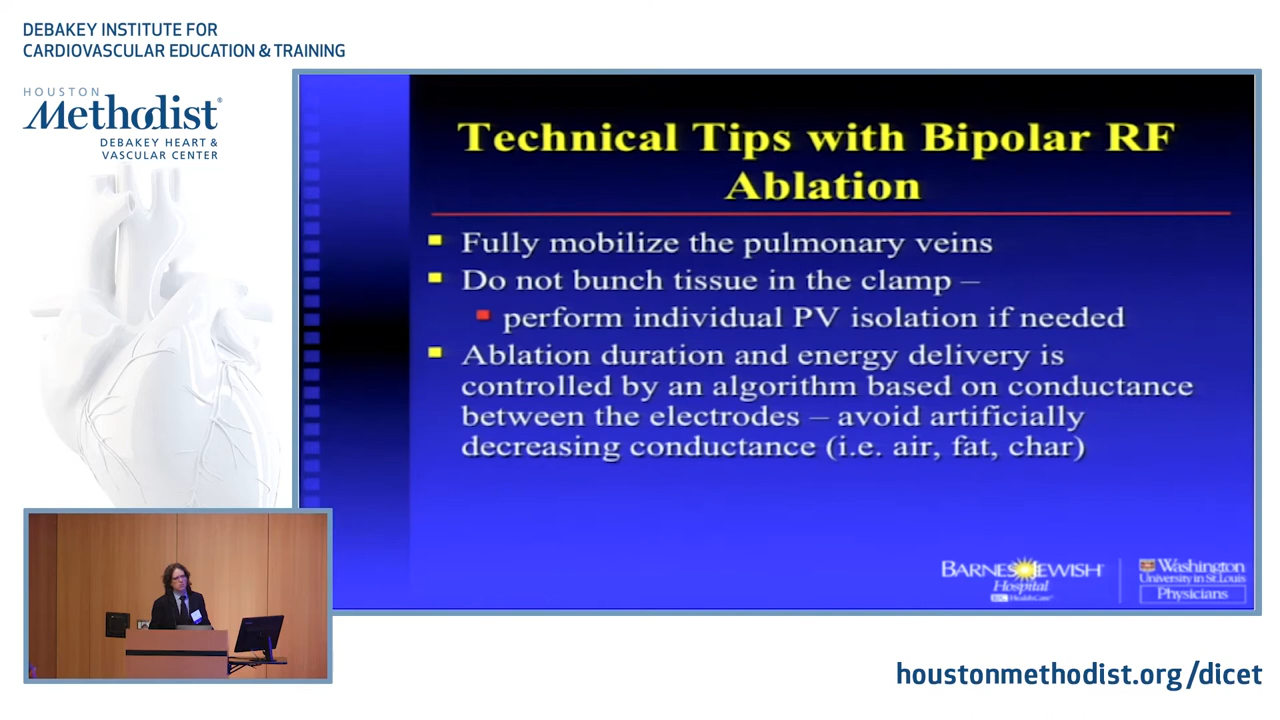 DEBAKEY INSTITUTE FOR
CARDIOVASCULAR EDUCATION & TRAINING
HOUSTON
Methodist®
DEBAKEY HEART &
VASCULAR CENTER
Technical Tips with Bipolar RF
Ablation
Fully mobilize the pulmonary veins
Do not bunch tissue in the clamp –
perform individual PV isolation if needed
Ablation duration and energy delivery is
controlled by an algorithm based on conductance
between the electrodes – avoid artificially
decreasing conductance (i.e. air, fat, char)
BARNES JEWISH
Hospital
BJC HealthCare
Washington
University in St. Louis
Physicians
houstonmethodist.org/dicet